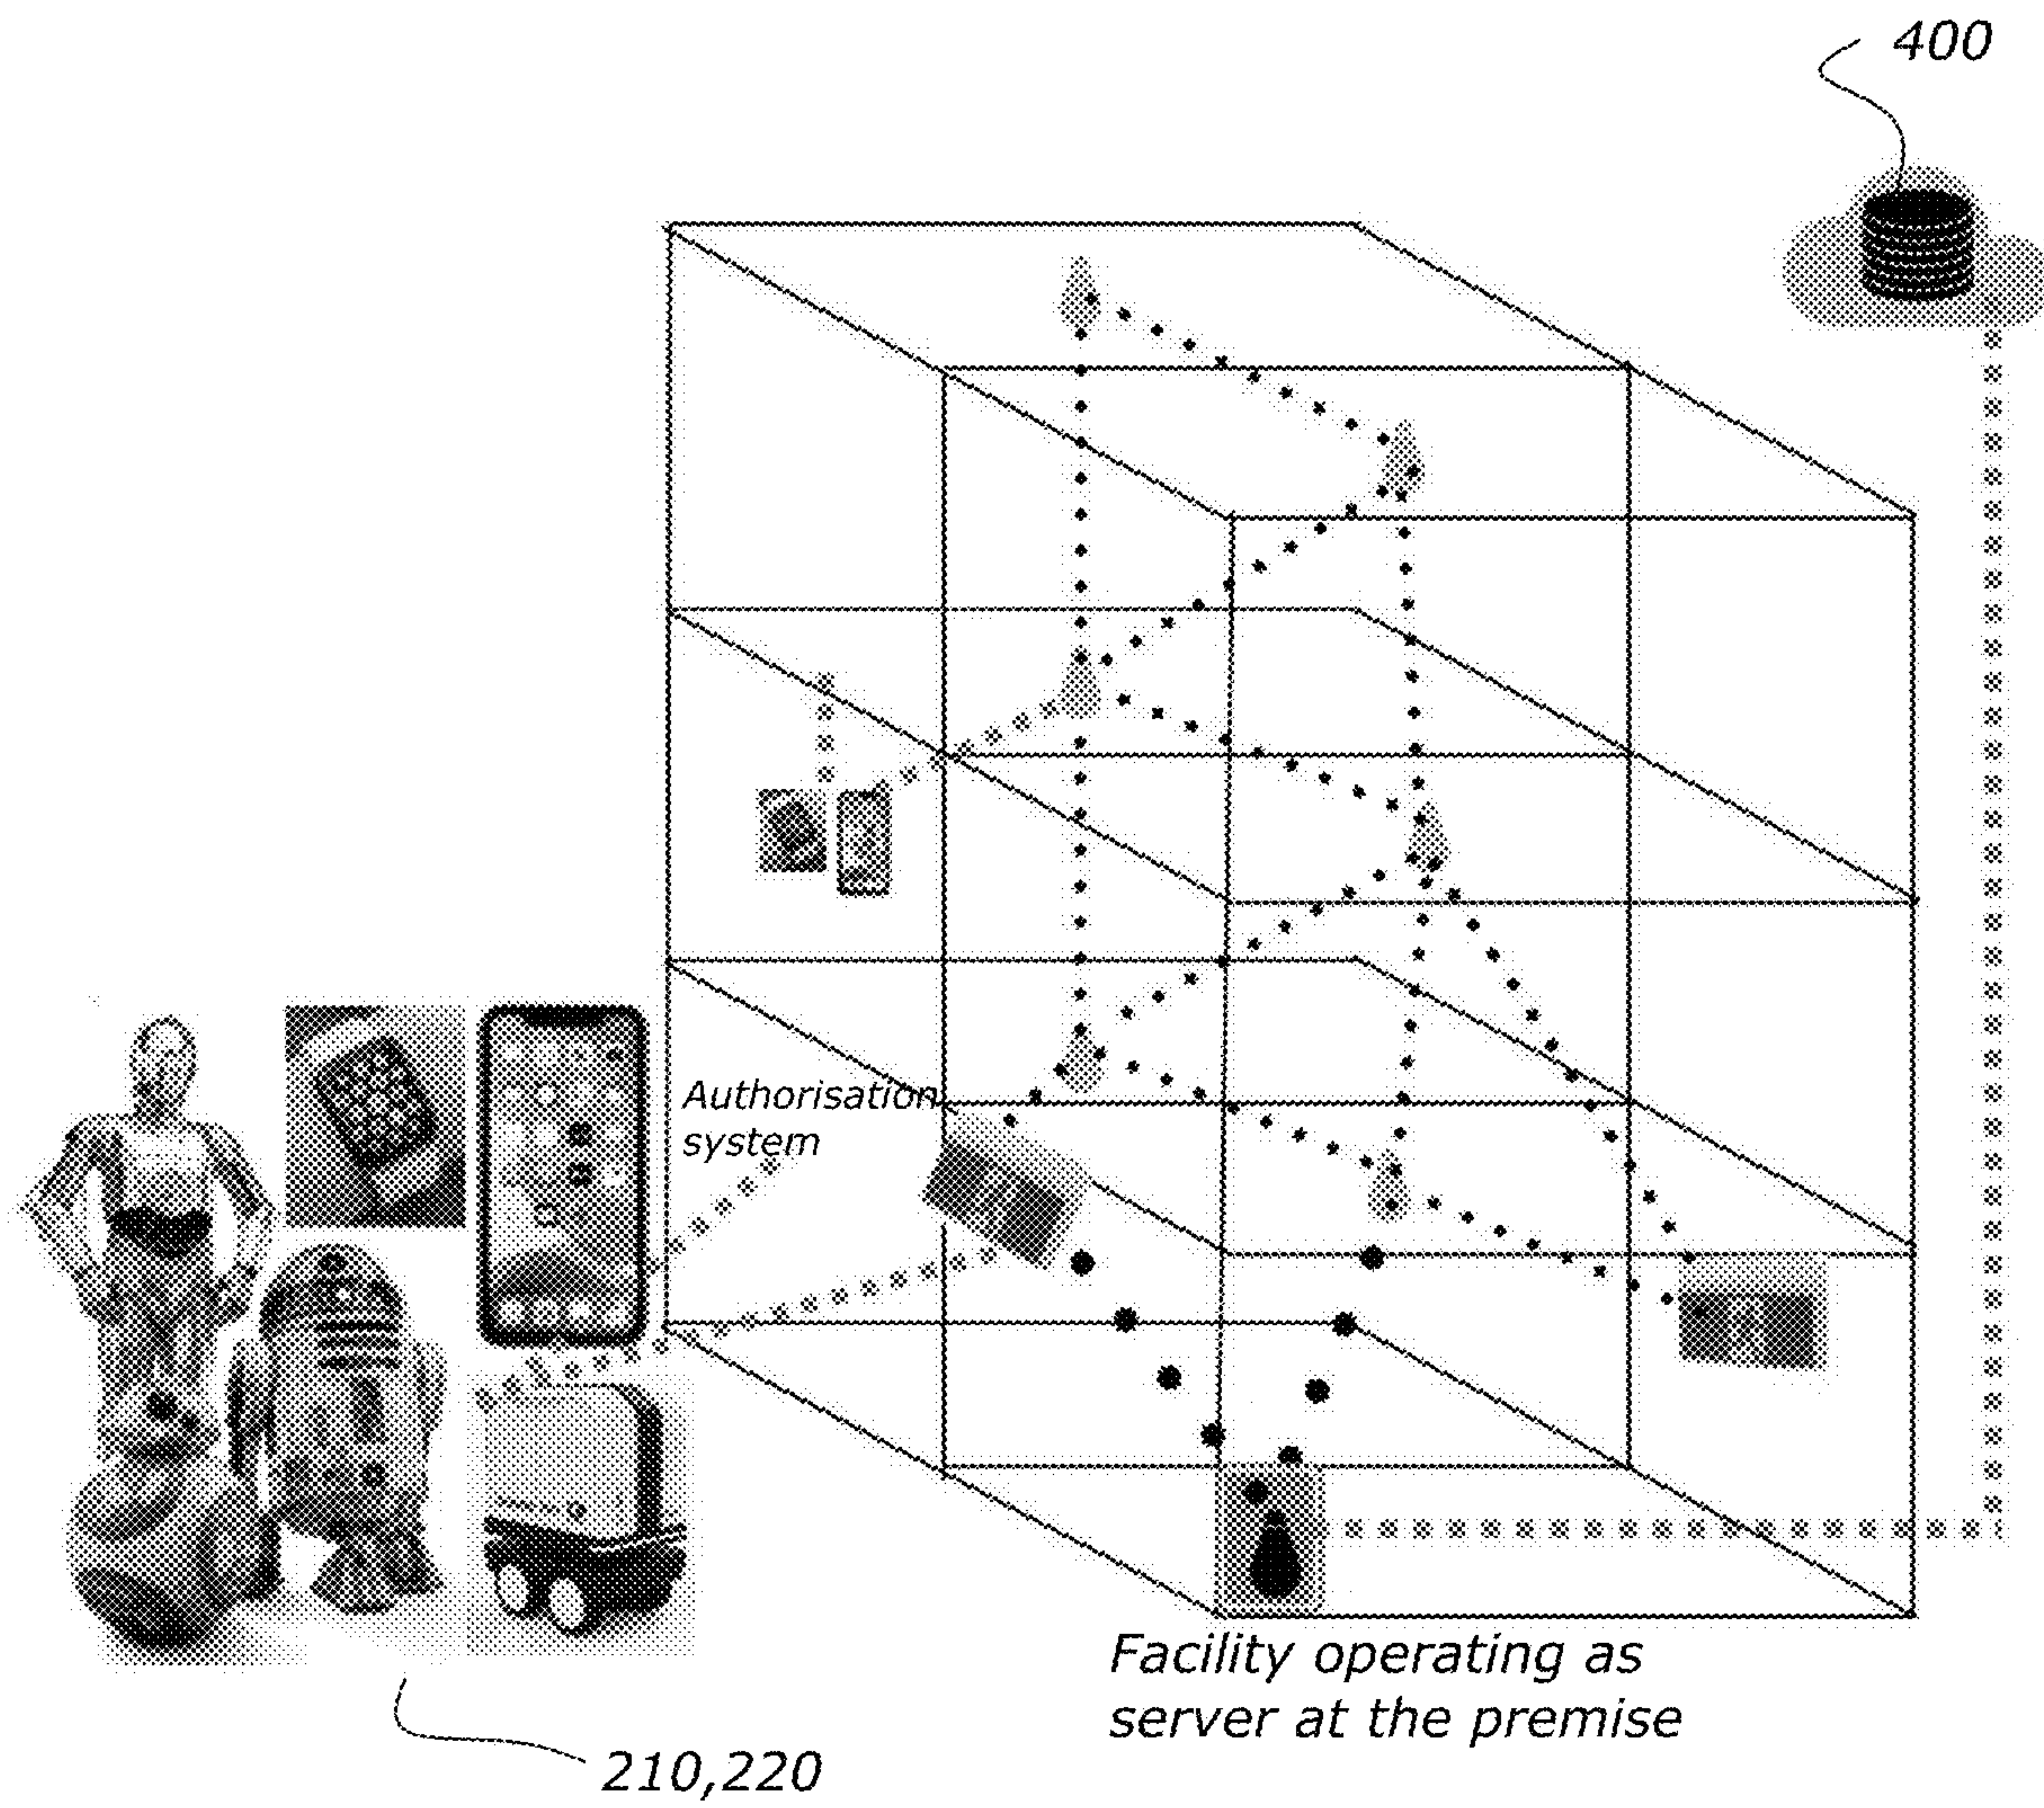 400
Authorisation
system
Facility operating as
server at the premise
210,220